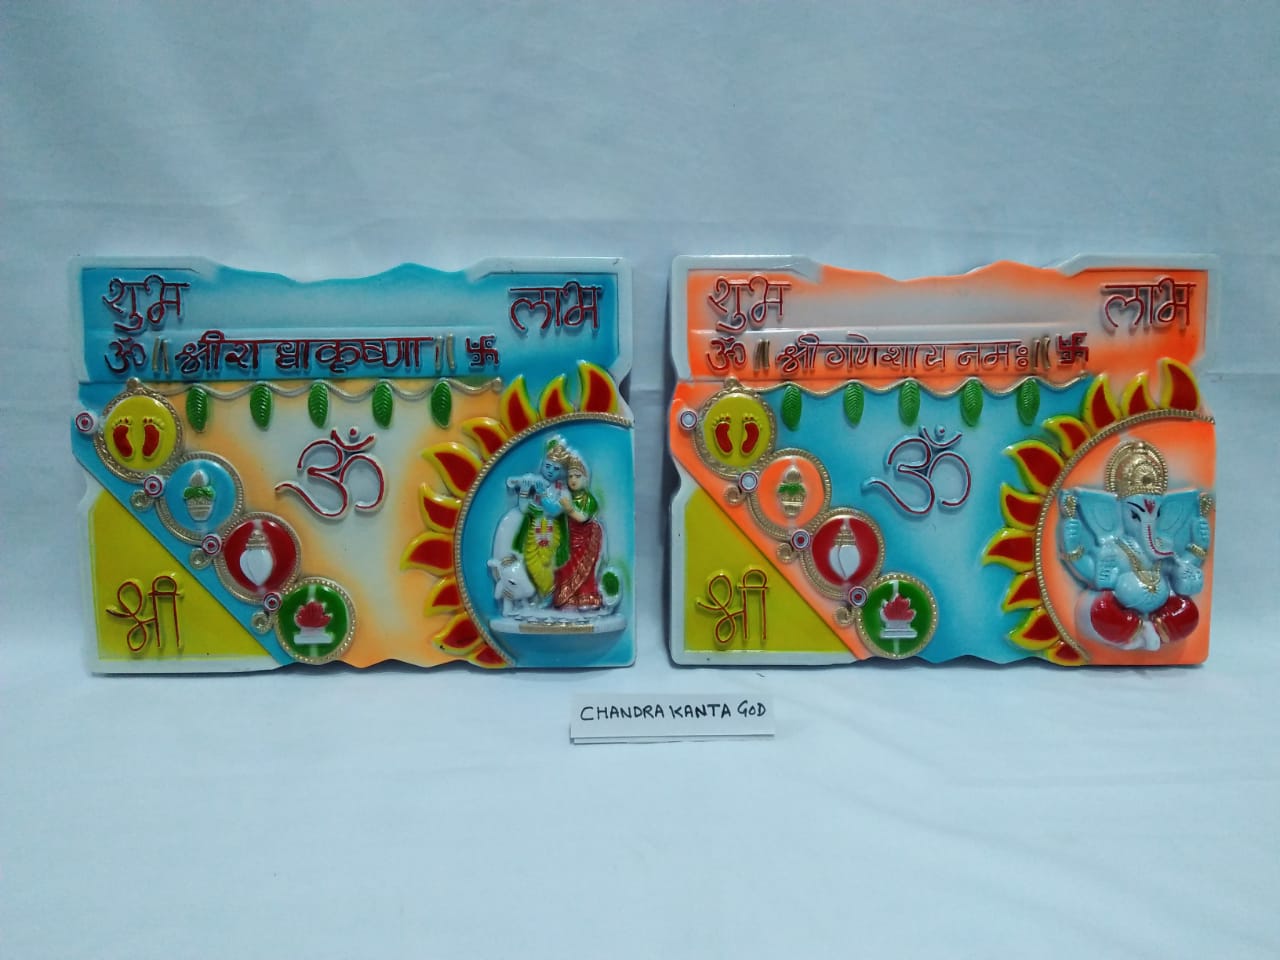 शुभ लाभ
ॐ ॥ श्री राधाकृष्णा ॥ 卐
ॐ
श्री
शुभ लाभ
ॐ ॥ श्री गणेशाय नमः ॥ 卐
ॐ
श्री
CHANDRA KANTA GOD